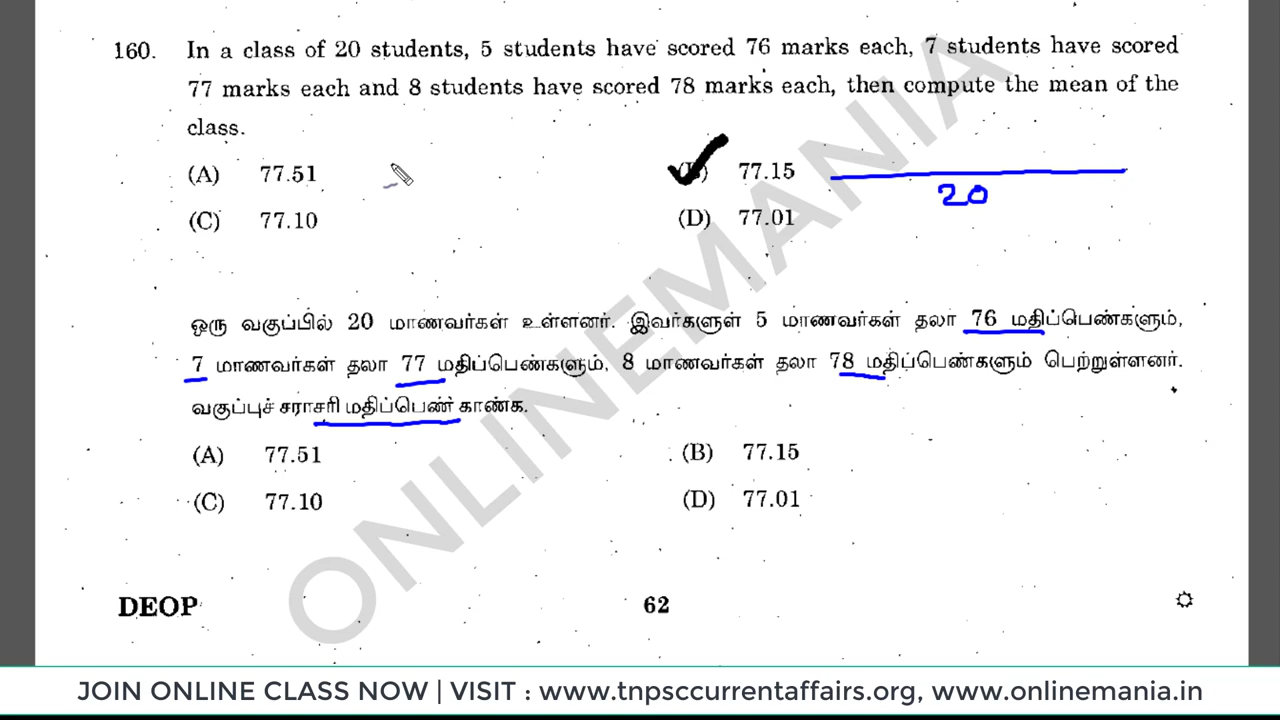 160. In a class of 20 students, 5 students have scored 76 marks each, 7 students have scored
77 marks each and 8 students have scored 78 marks each, then compute the mean of the
class.
(A) 77.51 (B) 77.15
20
(C) 77.10 (D) 77.01
ஒரு வகுப்பில் 20 மாணவர்கள் உள்ளனர். இவர்களுள் 5 மாணவர்கள் தலா 76 மதிப்பெண்களும்,
7 மாணவர்கள் தலா 77 மதிப்பெண்களும், 8 மாணவர்கள் தலா 78 மதிப்பெண்களும் பெற்றுள்ளனர்.
வகுப்புச் சராசரி மதிப்பெண் காண்க.
(A) 77.51 (B) 77.15
(C) 77.10 (D) 77.01
ONLINEMANIA
DEOP 62
JOIN ONLINE CLASS NOW | VISIT : www.tnpsccurrentaffairs.org, www.onlinemania.in